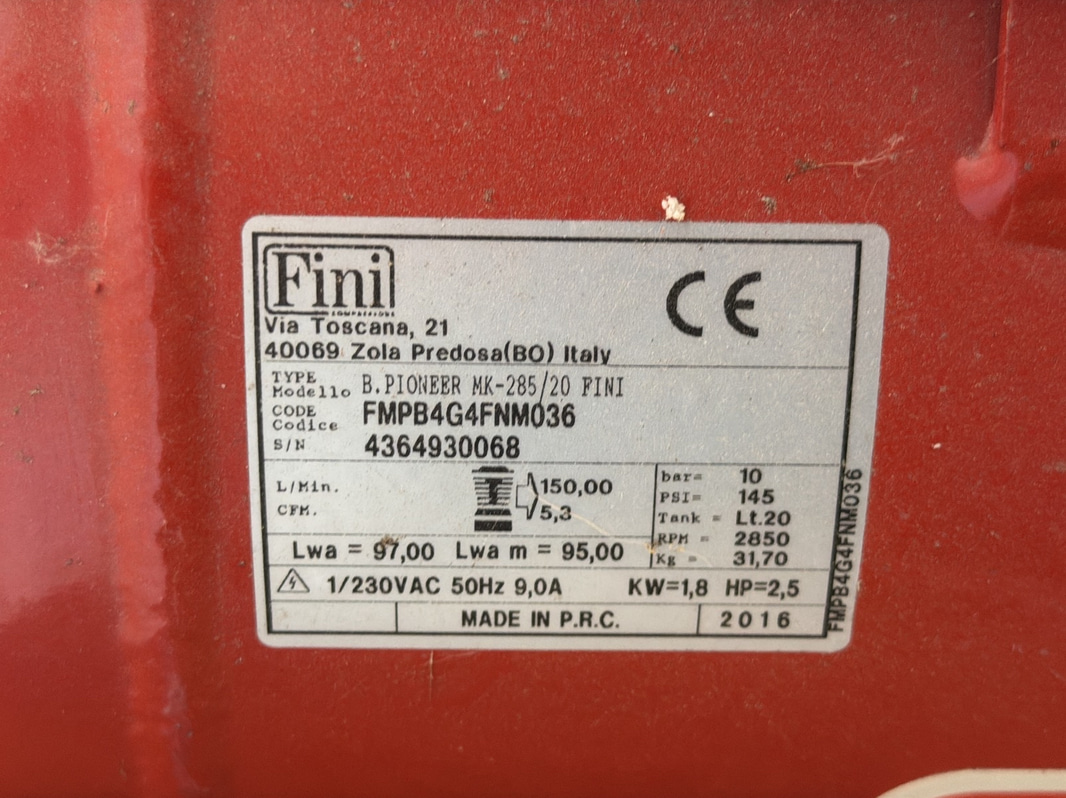 Fini
COMPRESSORS
Via Toscana, 21
40069 Zola Predosa(BO) Italy
CE
TYPE
Modello B.PIONEER MK-285/20 FINI
CODE
Codice FMPB4G4FNM036
S/N 4364930068
L/Min. 150,00
CFM. 5,3
bar= 10
PSI= 145
Tank = Lt.20
RPM = 2850
Kg = 31,70
Lwa = 97,00 Lwa m = 95,00
1/230VAC 50Hz 9,0A KW=1,8 HP=2,5
MADE IN P.R.C. 2016
FMPB4G4FNM036